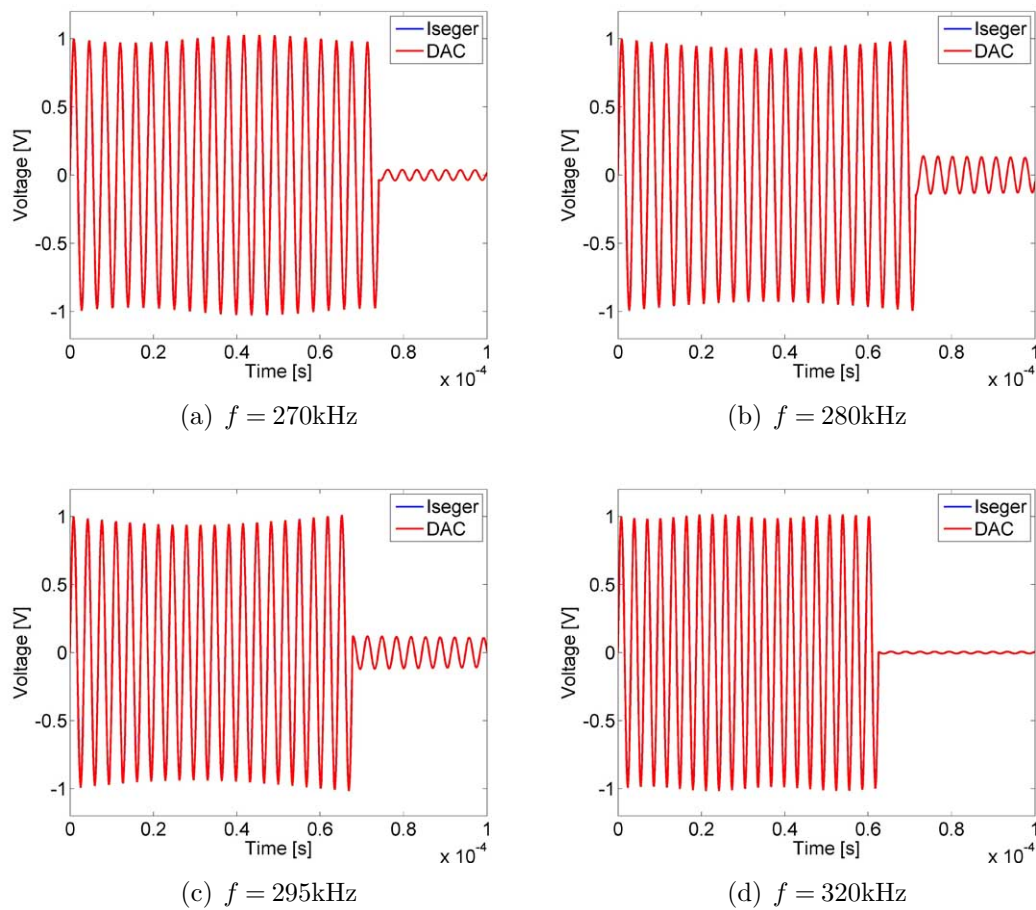 Iseger
DAC
Voltage [V]
1
0.5
0
-0.5
-1
0 0.2 0.4 0.6 0.8 1
Time [s]
x 10⁻⁴
(a) f = 270kHz
Iseger
DAC
Voltage [V]
1
0.5
0
-0.5
-1
0 0.2 0.4 0.6 0.8 1
Time [s]
x 10⁻⁴
(b) f = 280kHz
Iseger
DAC
Voltage [V]
1
0.5
0
-0.5
-1
0 0.2 0.4 0.6 0.8 1
Time [s]
x 10⁻⁴
(c) f = 295kHz
Iseger
DAC
Voltage [V]
1
0.5
0
-0.5
-1
0 0.2 0.4 0.6 0.8 1
Time [s]
x 10⁻⁴
(d) f = 320kHz